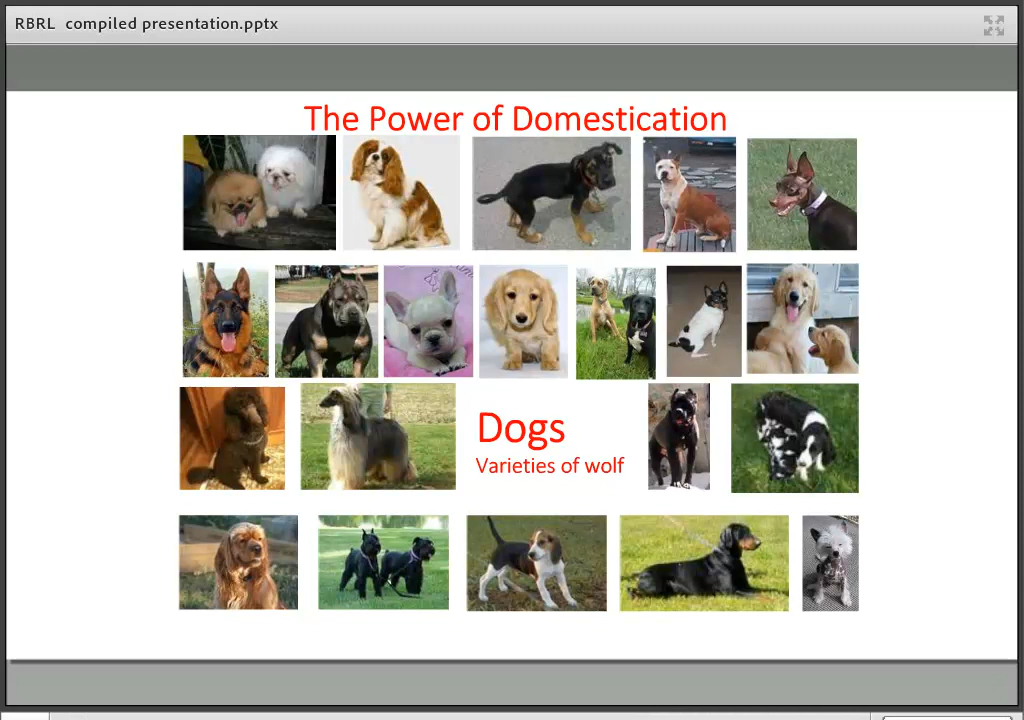 RBRL  compiled presentation.pptx
The Power of Domestication
Dogs
Varieties of wolf